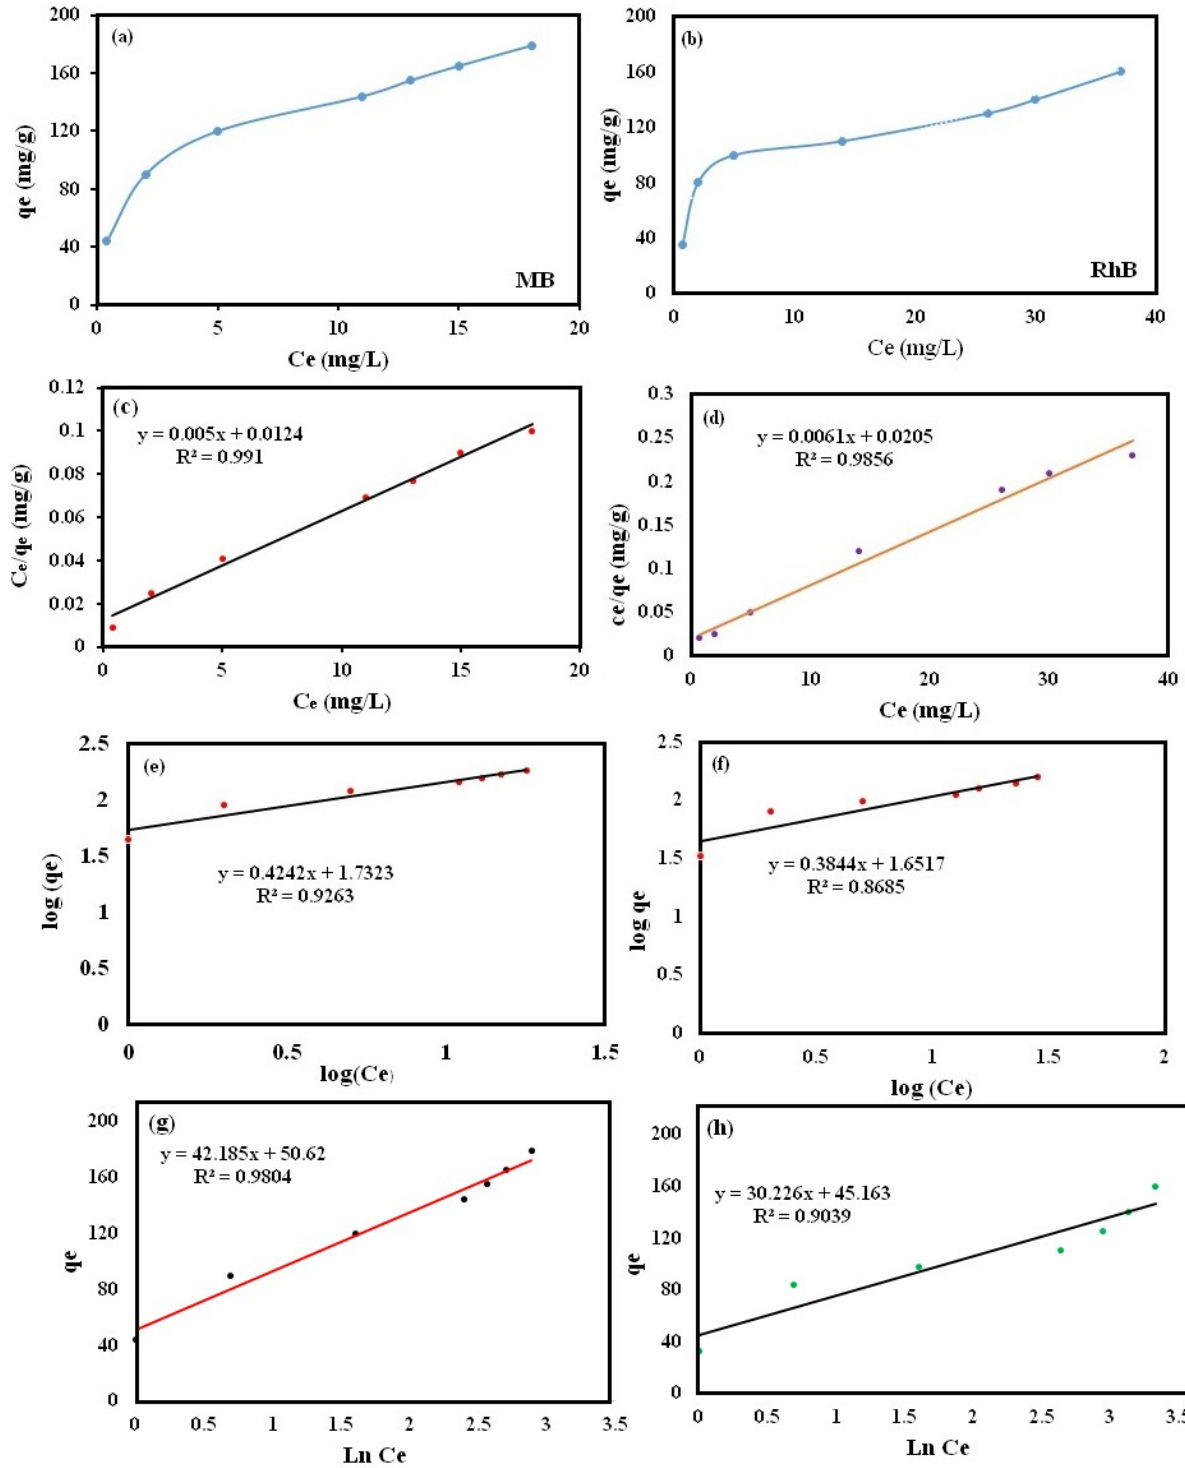 200
160
120
80
40
0
qe (mg/g)
(a)
MB
0 5 10 15 20
Ce (mg/L)
200
160
120
80
40
0
qe (mg/g)
(b)
RhB
0 10 20 30 40
Ce (mg/L)
0.12
0.1
0.08
0.06
0.04
0.02
0
Ce/qe (mg/g)
(c)
y = 0.005x + 0.0124
R² = 0.991
0 5 10 15 20
Ce (mg/L)
0.3
0.25
0.2
0.15
0.1
0.05
0
ce/qe (mg/g)
(d)
y = 0.0061x + 0.0205
R² = 0.9856
0 10 20 30 40
Ce (mg/L)
2.5
2
1.5
1
0.5
0
log (qe)
(e)
y = 0.4242x + 1.7323
R² = 0.9263
0 0.5 1 1.5
log(Ce)
2.5
2
1.5
1
0.5
0
log qe
(f)
y = 0.3844x + 1.6517
R² = 0.8685
0 0.5 1 1.5 2
log (Ce)
200
160
120
80
40
0
qe
(g)
y = 42.185x + 50.62
R² = 0.9804
0 0.5 1 1.5 2 2.5 3 3.5
Ln Ce
200
160
120
80
40
0
qe
(h)
y = 30.226x + 45.163
R² = 0.9039
0 0.5 1 1.5 2 2.5 3 3.5
Ln Ce